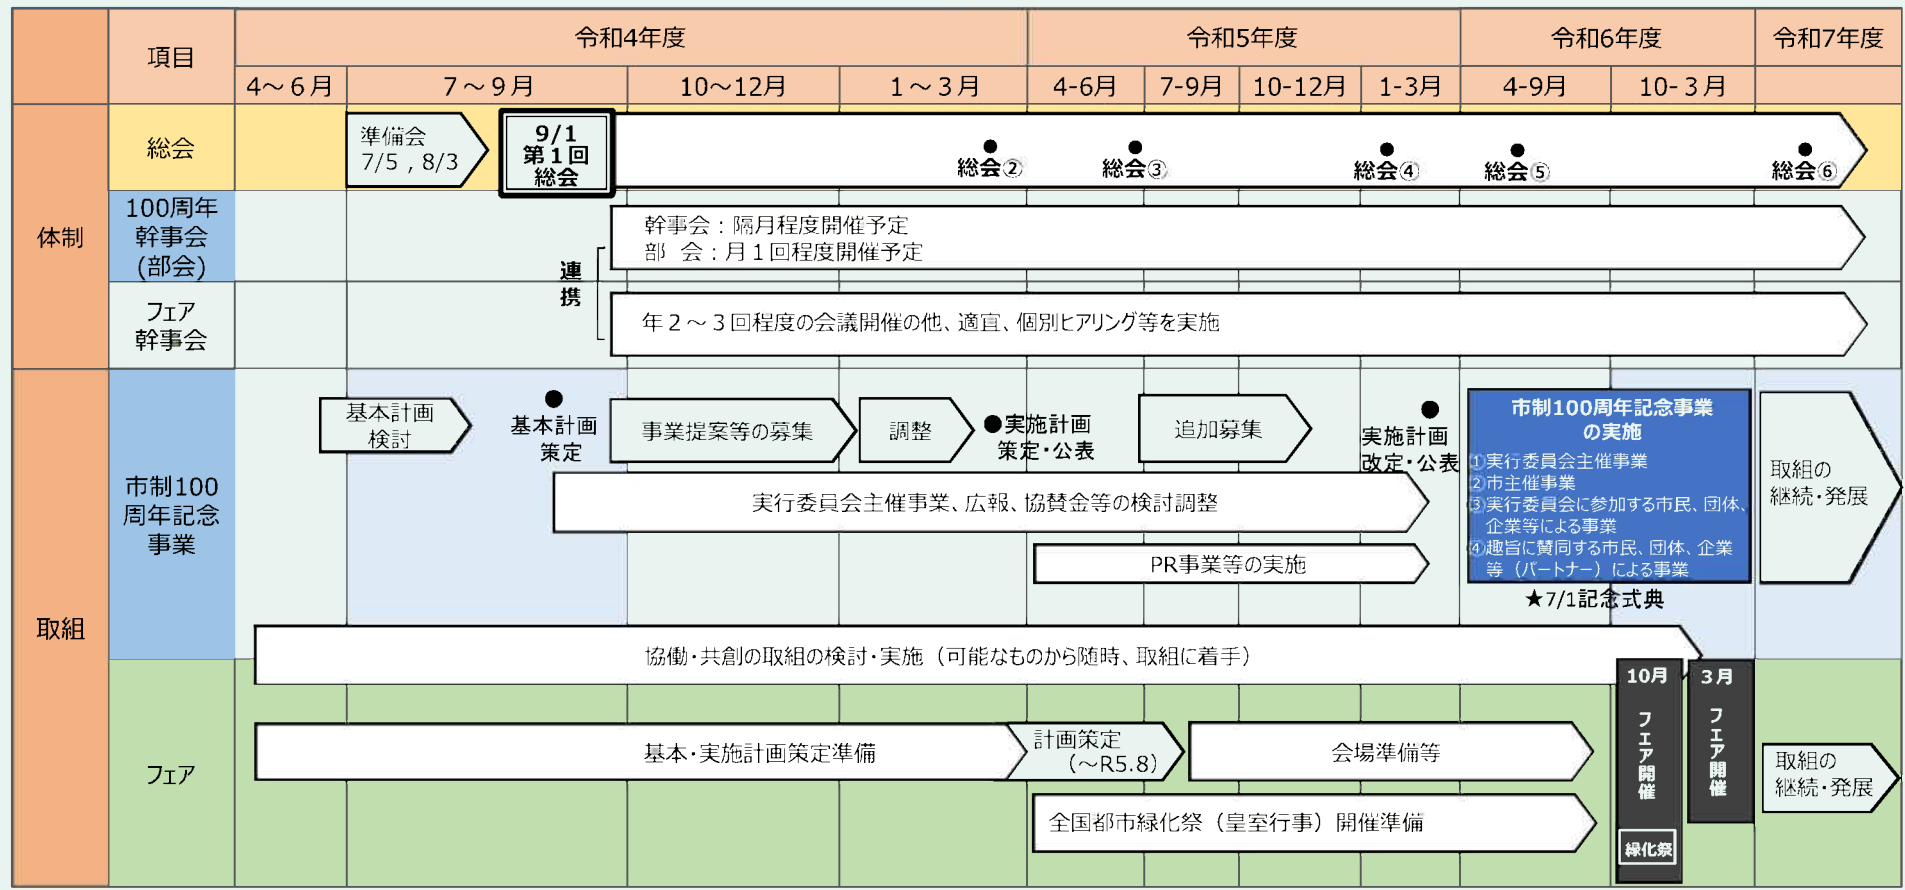 項目
令和4年度
令和5年度
令和6年度
令和7年度
4～6月
7～9月
10～12月
1～3月
4-6月
7-9月
10-12月
1-3月
4-9月
10-3月
体制
総会
準備会
7/5 , 8/3
9/1
第1回
総会
総会②
総会③
総会④
総会⑤
総会⑥
100周年
幹事会
(部会)
幹事会：隔月程度開催予定
部　会：月1回程度開催予定
連
携
フェア
幹事会
年2～3回程度の会議開催の他、適宜、個別ヒアリング等を実施
取組
市制100
周年記念
事業
基本計画
検討
●
基本計画
策定
事業提案等の募集
調整
●実施計画
策定・公表
追加募集
●
実施計画
改定・公表
市制100周年記念事業
の実施
①実行委員会主催事業
②市主催事業
③実行委員会に参加する市民、団体、
企業等による事業
④趣旨に賛同する市民、団体、企業
等（パートナー）による事業
★7/1記念式典
取組の
継続・発展
実行委員会主催事業、広報、協賛金等の検討調整
PR事業等の実施
協働・共創の取組の検討・実施（可能なものから随時、取組に着手）
フェア
基本・実施計画策定準備
計画策定
（～R5.8）
会場準備等
全国都市緑化祭（皇室行事）開催準備
10月
フェア開催
緑化祭
3月
フェア開催
取組の
継続・発展